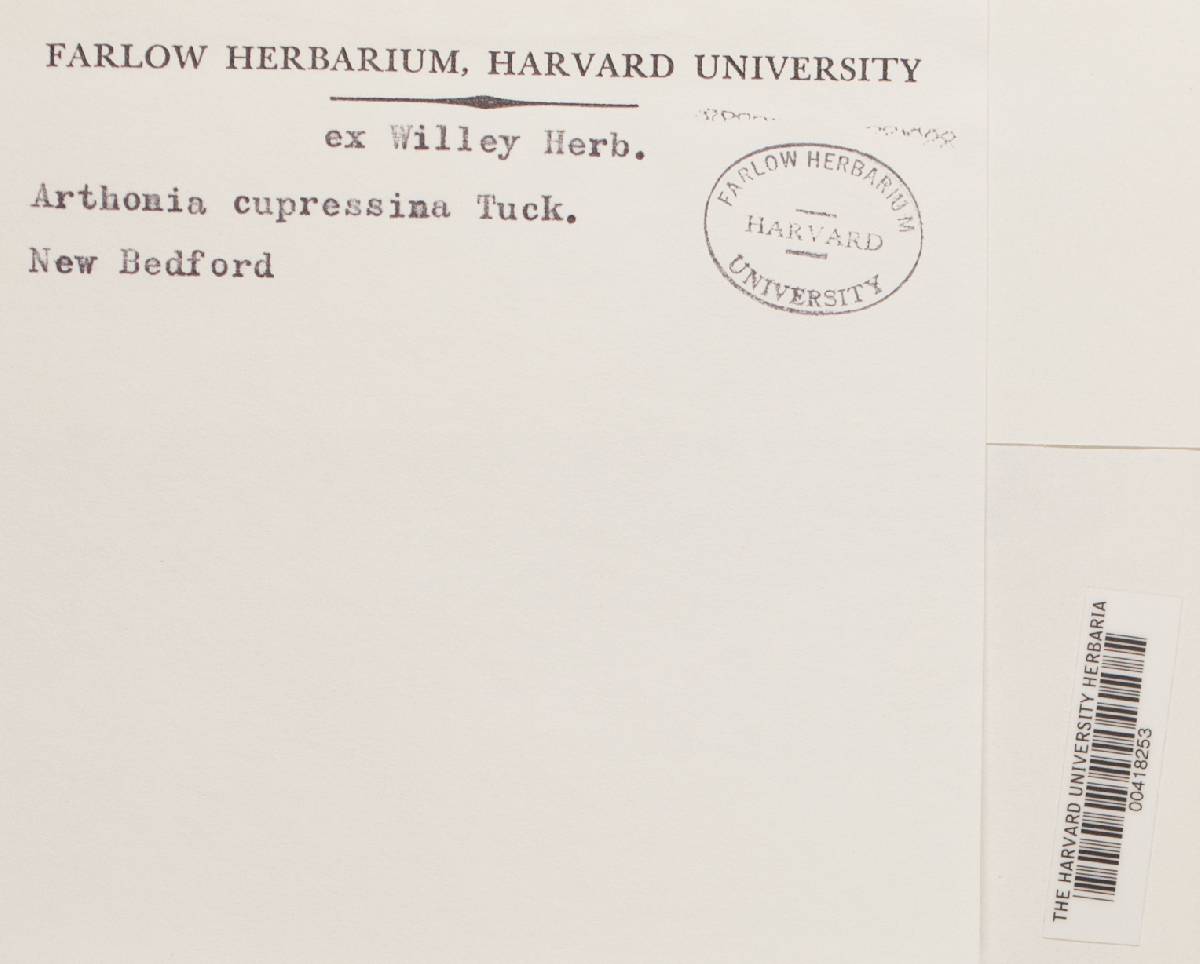 FARLOW HERBARIUM, HARVARD UNIVERSITY
ex Willey Herb.
Arthonia cupressina Tuck.
New Bedford
FARLOW HERBARIUM
HARVARD
UNIVERSITY
THE HARVARD UNIVERSITY HERBARIA
00418253